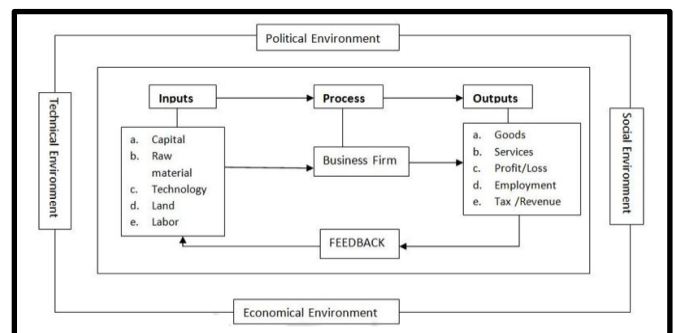 Political Environment
Technical Environment
Inputs
Process
Outputs
a. Capital
b. Raw
material
c. Technology
d. Land
e. Labor
Business Firm
a. Goods
b. Services
c. Profit/Loss
d. Employment
e. Tax /Revenue
Social Environment
FEEDBACK
Economical Environment